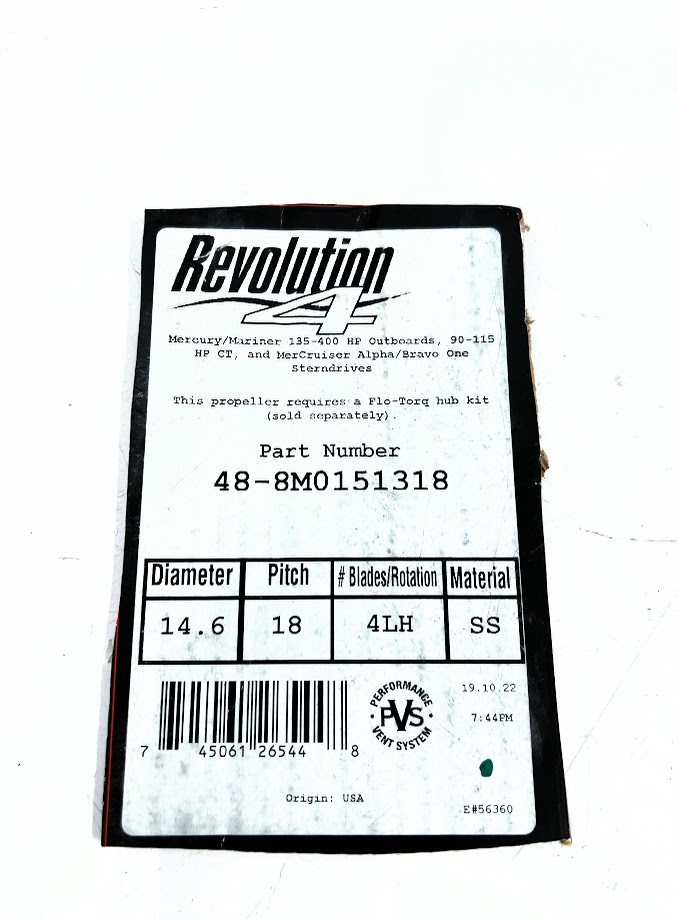 Revolution
4
Mercury/Mariner 135-400 HP Outboards, 90-115
HP CT, and MerCruiser Alpha/Bravo One
Sterndrives
This propeller requires a Flo-Torq hub kit
(sold separately).
Part Number
48-8M0151318
Diameter Pitch # Blades/Rotation Material
14.6 18 4LH SS
PERFORMANCE
PVS
VENT SYSTEM
19.10.22
7:44PM
7 45061 26544 8
Origin: USA
E#56360